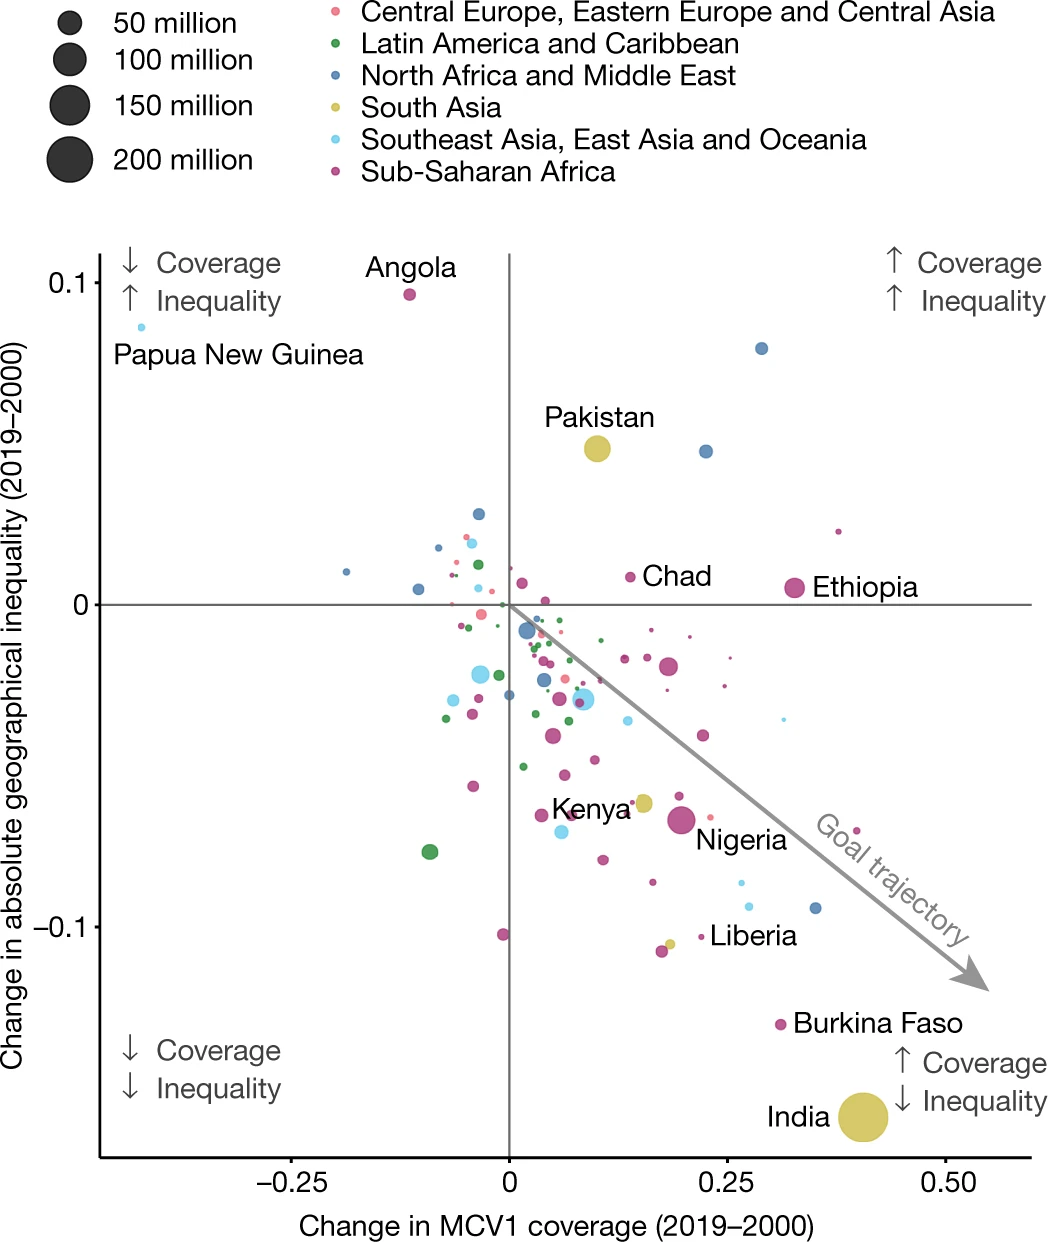 50 million
100 million
150 million
200 million
Central Europe, Eastern Europe and Central Asia
Latin America and Caribbean
North Africa and Middle East
South Asia
Southeast Asia, East Asia and Oceania
Sub-Saharan Africa
↓ Coverage
↑ Inequality
↑ Coverage
↑ Inequality
Angola
Papua New Guinea
Pakistan
Chad
Ethiopia
Kenya
Nigeria
Goal trajectory
Liberia
Burkina Faso
India
↓ Coverage
↓ Inequality
↑ Coverage
↓ Inequality
0.1
0
−0.1
Change in absolute geographical inequality (2019–2000)
−0.25
0
0.25
0.50
Change in MCV1 coverage (2019–2000)